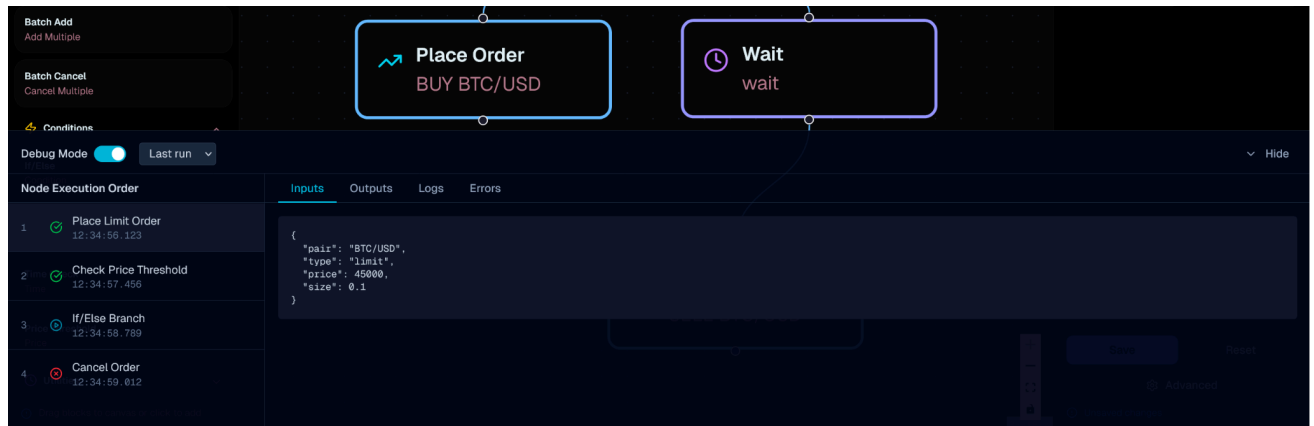 Batch Add
Add Multiple
Batch Cancel
Cancel Multiple
Conditions
Place Order
BUY BTC/USD
Wait
wait
Debug Mode
Last run
Hide
Node Execution Order
Inputs
Outputs
Logs
Errors
1
Place Limit Order
12:34:56.123
2
Check Price Threshold
12:34:57.456
3
If/Else Branch
12:34:58.789
4
Cancel Order
12:34:59.012
{
"pair": "BTC/USD",
"type": "limit",
"price": 45000,
"size": 0.1
}
Save
Reset
Advanced